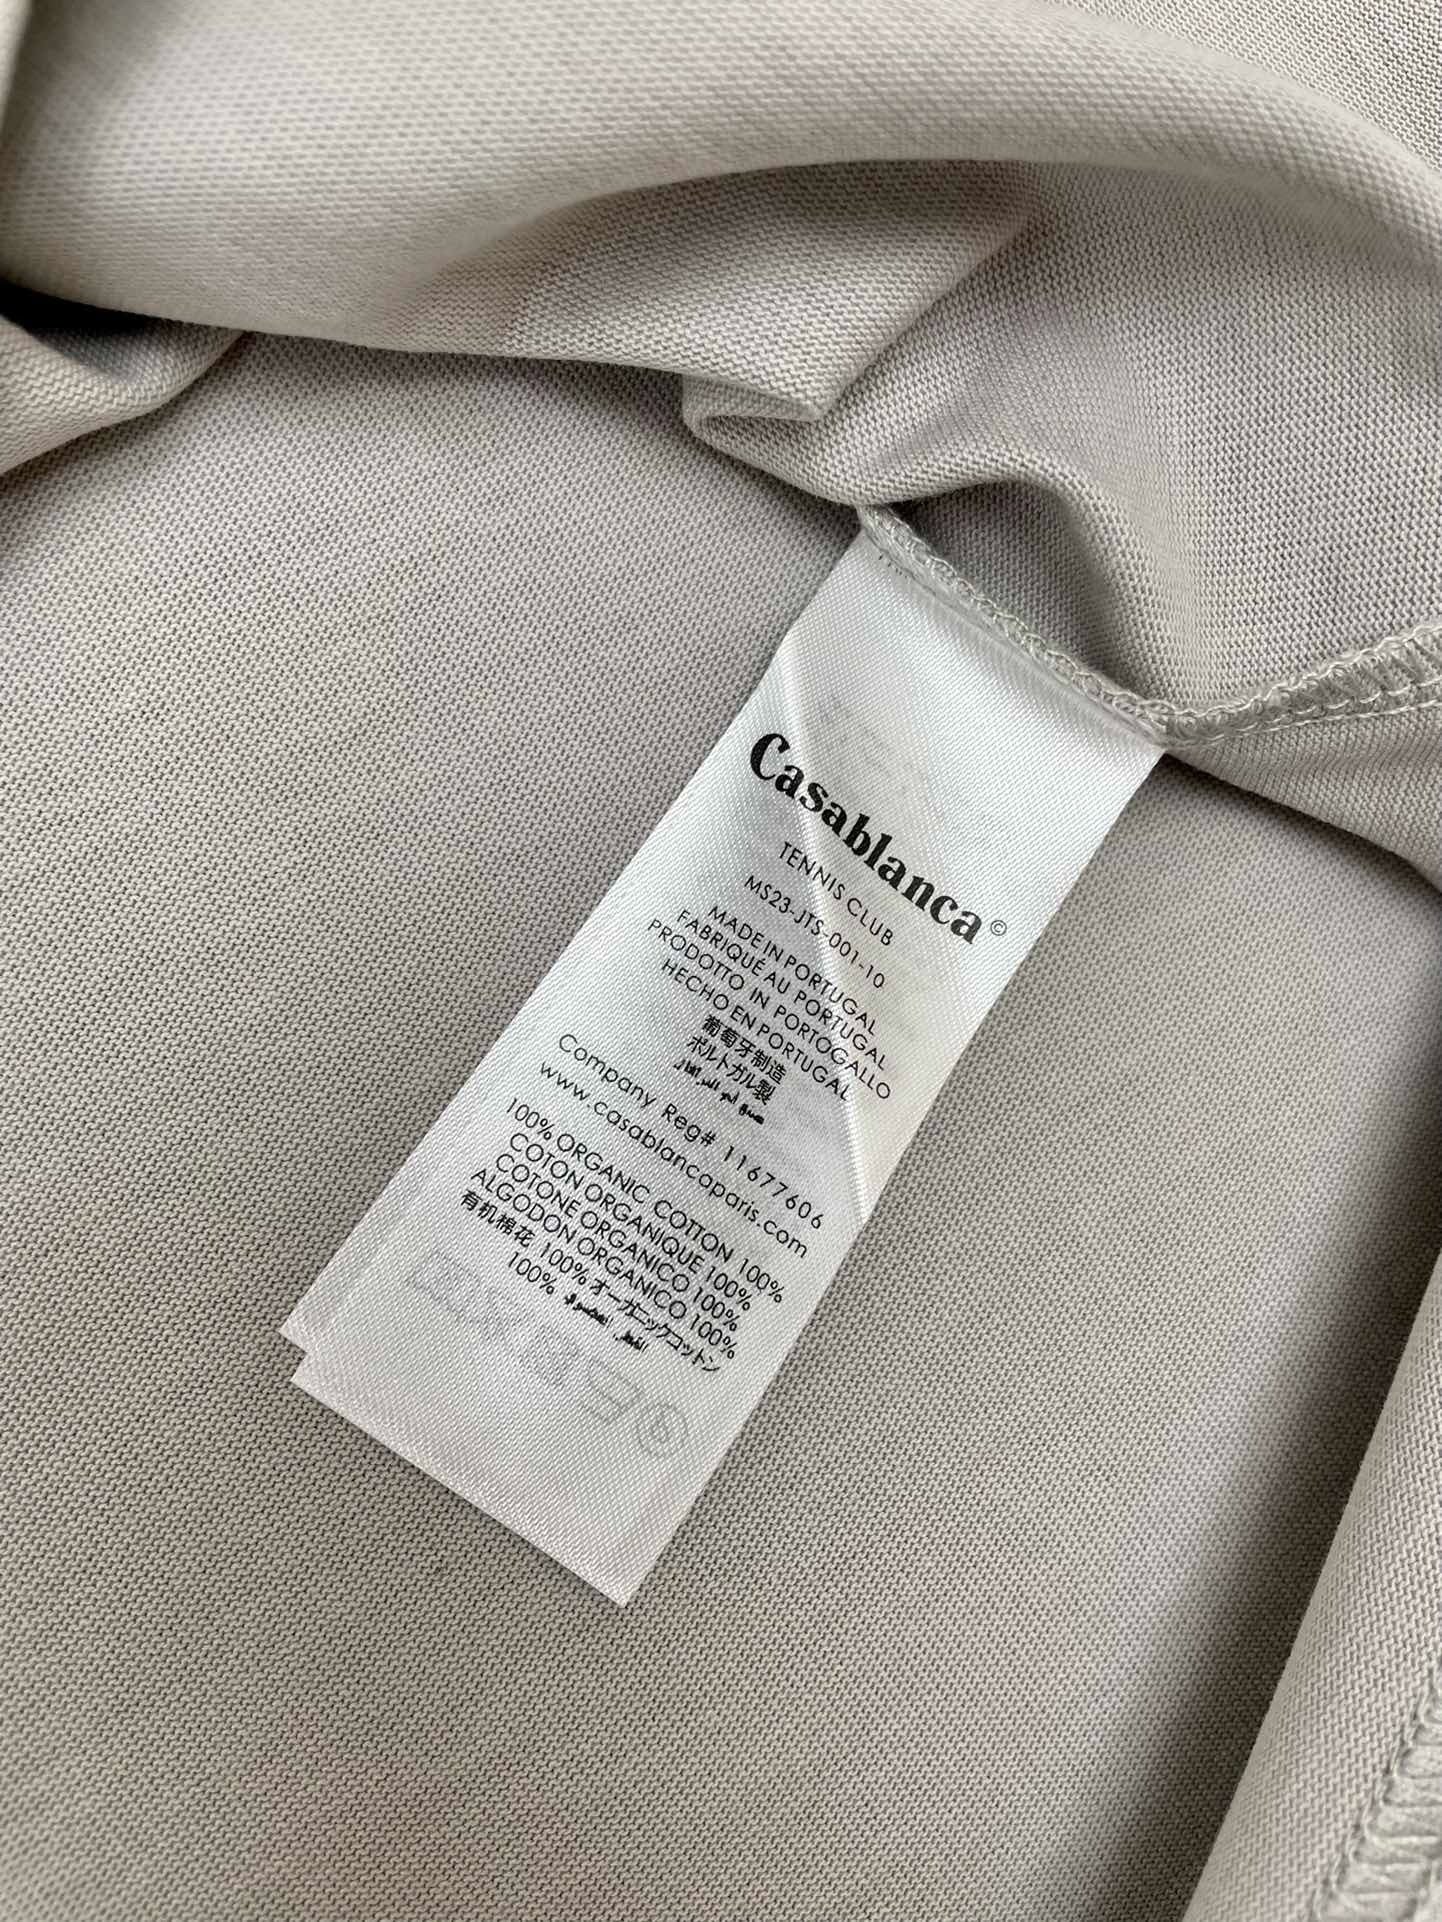 Casablanca©
TENNIS CLUB
MS23-JTS-001-10
MADE IN PORTUGAL
FABRIQUÉ AU PORTUGAL
PRODOTTO IN PORTOGALLO
HECHO EN PORTUGAL
葡萄牙制造
ポルトガル製
Company Reg# 11677606
www.casablancaparis.com
100% ORGANIC COTTON 100%
COTON ORGANIQUE 100%
COTONE ORGANICO 100%
ALGODON ORGANICO 100%
有机棉花 100% オーガニックコットン
100%